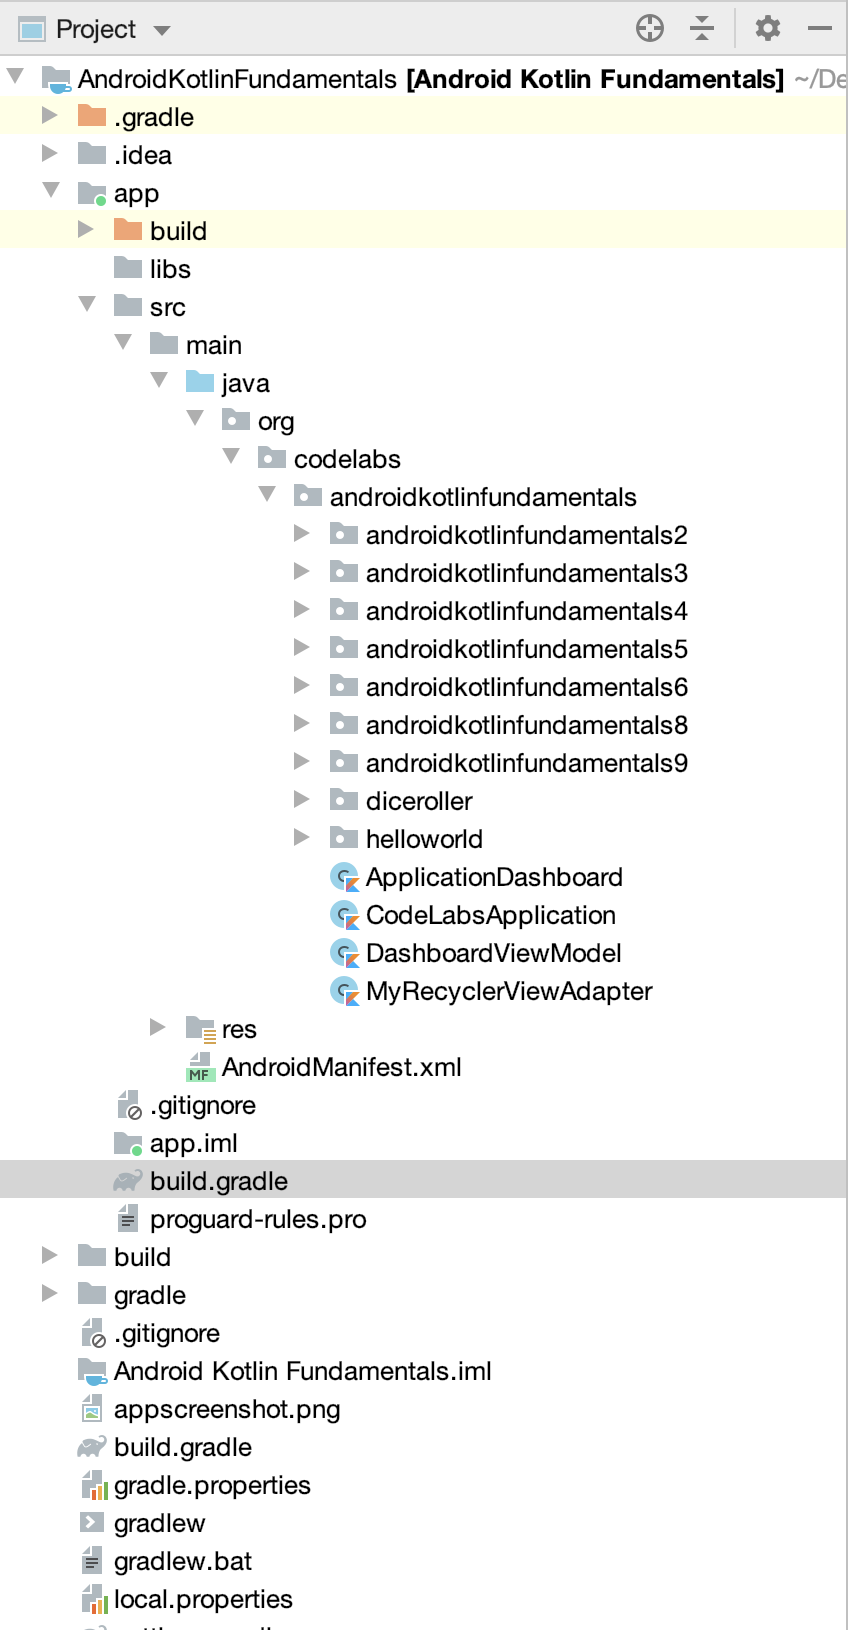 Project
AndroidKotlinFundamentals [Android Kotlin Fundamentals] ~/De
.gradle
.idea
app
build
libs
src
main
java
org
codelabs
androidkotlinfundamentals
androidkotlinfundamentals2
androidkotlinfundamentals3
androidkotlinfundamentals4
androidkotlinfundamentals5
androidkotlinfundamentals6
androidkotlinfundamentals8
androidkotlinfundamentals9
diceroller
helloworld
ApplicationDashboard
CodeLabsApplication
DashboardViewModel
MyRecyclerViewAdapter
res
MF AndroidManifest.xml
.gitignore
app.iml
build.gradle
proguard-rules.pro
build
gradle
.gitignore
Android Kotlin Fundamentals.iml
appscreenshot.png
build.gradle
gradle.properties
gradlew
gradlew.bat
local.properties